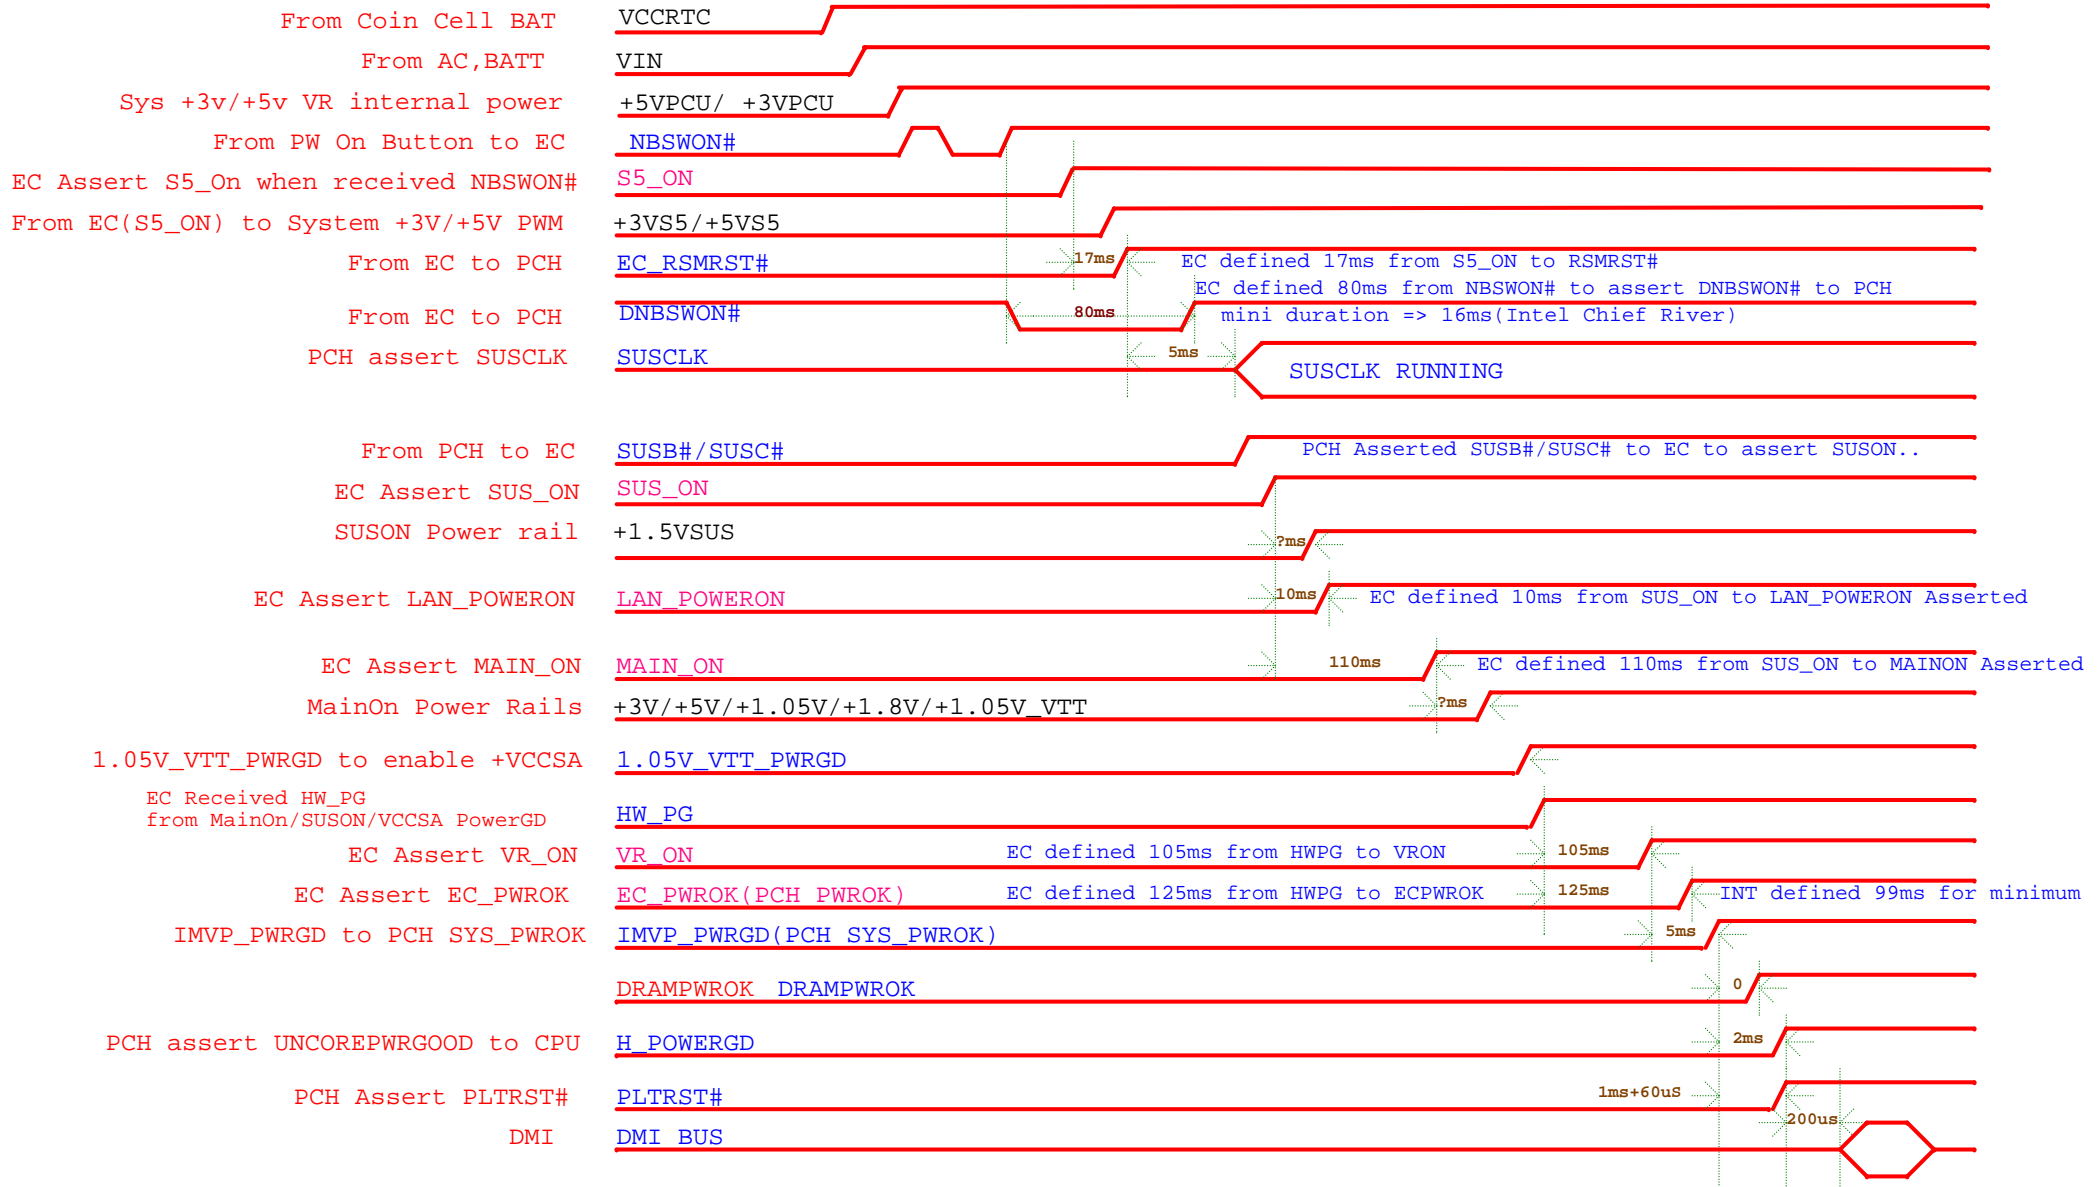 From Coin Cell BAT VCCRTC
From AC,BATT VIN
Sys +3v/+5v VR internal power +5VPCU/ +3VPCU
From PW On Button to EC NBSWON#
EC Assert S5_On when received NBSWON# S5_ON
From EC(S5_ON) to System +3V/+5V PWM +3VS5/+5VS5
From EC to PCH EC_RSMRST# 17ms EC defined 17ms from S5_ON to RSMRST#
EC defined 80ms from NBSWON# to assert DNBSWON# to PCH
From EC to PCH DNBSWON# 80ms mini duration => 16ms(Intel Chief River)
PCH assert SUSCLK SUSCLK 5ms SUSCLK RUNNING
From PCH to EC SUSB#/SUSC# PCH Asserted SUSB#/SUSC# to EC to assert SUSON..
EC Assert SUS_ON SUS_ON
SUSON Power rail +1.5VSUS ?ms
EC Assert LAN_POWERON LAN_POWERON 10ms EC defined 10ms from SUS_ON to LAN_POWERON Asserted
EC Assert MAIN_ON MAIN_ON 110ms EC defined 110ms from SUS_ON to MAINON Asserted
MainOn Power Rails +3V/+5V/+1.05V/+1.8V/+1.05V_VTT ?ms
1.05V_VTT_PWRGD to enable +VCCSA 1.05V_VTT_PWRGD
EC Received HW_PG
from MainOn/SUSON/VCCSA PowerGD HW_PG
EC Assert VR_ON VR_ON EC defined 105ms from HWPG to VRON 105ms
EC Assert EC_PWROK EC_PWROK(PCH PWROK) EC defined 125ms from HWPG to ECPWROK 125ms INT defined 99ms for minimum
IMVP_PWRGD to PCH SYS_PWROK IMVP_PWRGD(PCH SYS_PWROK) 5ms
DRAMPWROK DRAMPWROK 0
PCH assert UNCOREPWRGOOD to CPU H_POWERGD 2ms
PCH Assert PLTRST# PLTRST# 1ms+60uS
200us
DMI DMI BUS